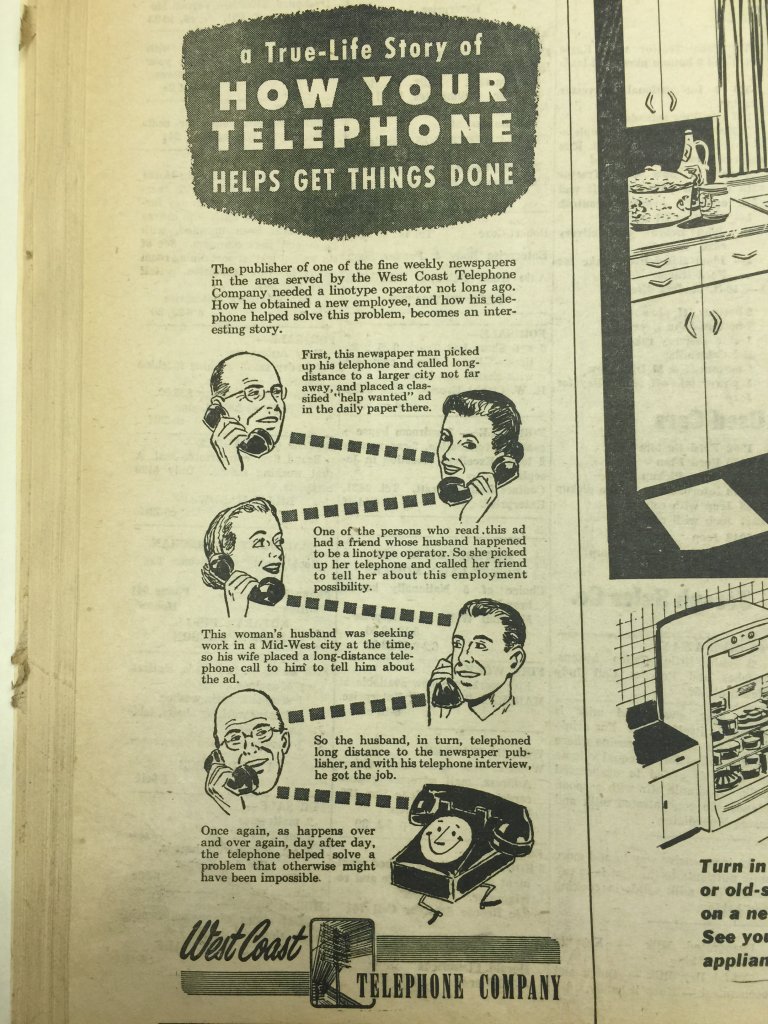 a True-Life Story of
HOW YOUR
TELEPHONE
HELPS GET THINGS DONE
The publisher of one of the fine weekly newspapers
in the area served by the West Coast Telephone
Company needed a linotype operator not long ago.
How he obtained a new employee, and how his tele-
phone helped solve this problem, becomes an inter-
esting story.
First, this newspaper man picked
up his telephone and called long-
distance to a larger city not far
away, and placed a clas-
sified "help wanted" ad
in the daily paper there.
One of the persons who read this ad
had a friend whose husband happened
to be a linotype operator. So she picked
up her telephone and called her friend
to tell her about this employment
possibility.
This woman's husband was seeking
work in a Mid-West city at the time,
so his wife placed a long-distance tele-
phone call to him to tell him about
the ad.
So the husband, in turn, telephoned
long distance to the newspaper pub-
lisher, and with his telephone interview,
he got the job.
Once again, as happens over
and over again, day after day,
the telephone helped solve a
problem that otherwise might
have been impossible.
West Coast
TELEPHONE COMPANY
Turn in
or old-s
on a ne
See you
applian